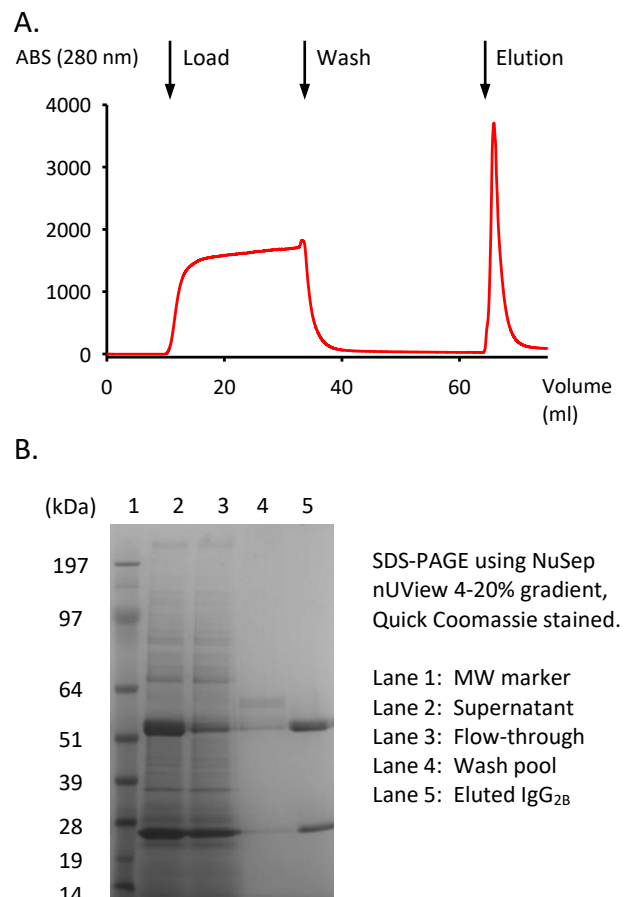 A.
ABS (280 nm) Load Wash Elution
4000
3000
2000
1000
0
0 20 40 60 Volume
(ml)
B.
(kDa) 1 2 3 4 5
197
97
64
51
39
28
19
14
SDS-PAGE using NuSep
nUView 4-20% gradient,
Quick Coomassie stained.
Lane 1: MW marker
Lane 2: Supernatant
Lane 3: Flow-through
Lane 4: Wash pool
Lane 5: Eluted IgG2B